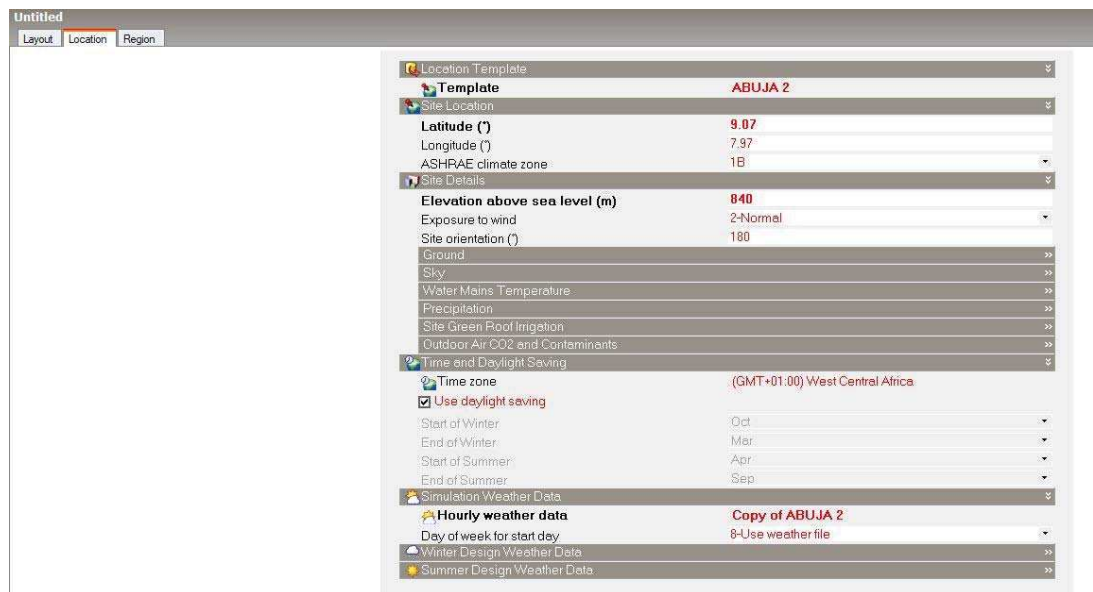 Untitled
Layout Location Region
Location Template
Template ABUJA 2
Site Location
Latitude (°) 9.07
Longitude (°) 7.97
ASHRAE climate zone 1B
Site Details
Elevation above sea level (m) 840
Exposure to wind 2-Normal
Site orientation (°) 180
Ground
Sky
Water Mains Temperature
Precipitation
Site Green Roof Irrigation
Outdoor Air CO2 and Contaminants
Time and Daylight Saving
Time zone (GMT+01:00) West Central Africa
Use daylight saving
Start of Winter Oct
End of Winter Mar
Start of Summer Apr
End of Summer Sep
Simulation Weather Data
Hourly weather data Copy of ABUJA 2
Day of week for start day 8-Use weather file
Winter Design Weather Data
Summer Design Weather Data